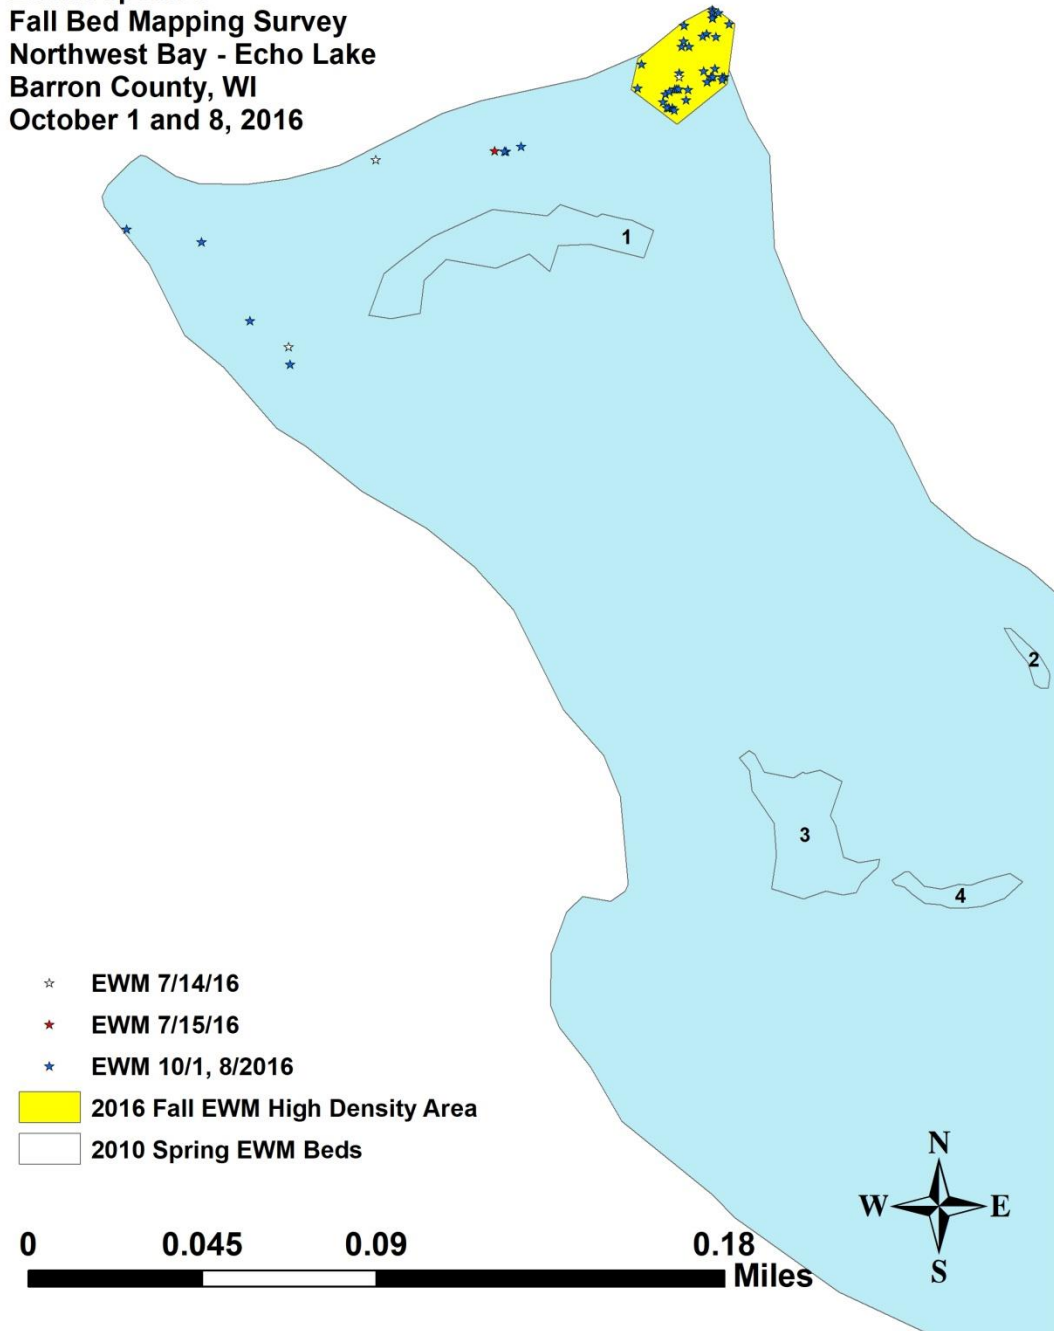 Fall Bed Mapping Survey
Northwest Bay - Echo Lake
Barron County, WI
October 1 and 8, 2016
1
2
3
4
EWM 7/14/16
EWM 7/15/16
EWM 10/1, 8/2016
2016 Fall EWM High Density Area
2010 Spring EWM Beds
N
W E
S
0 0.045 0.09 0.18
Miles